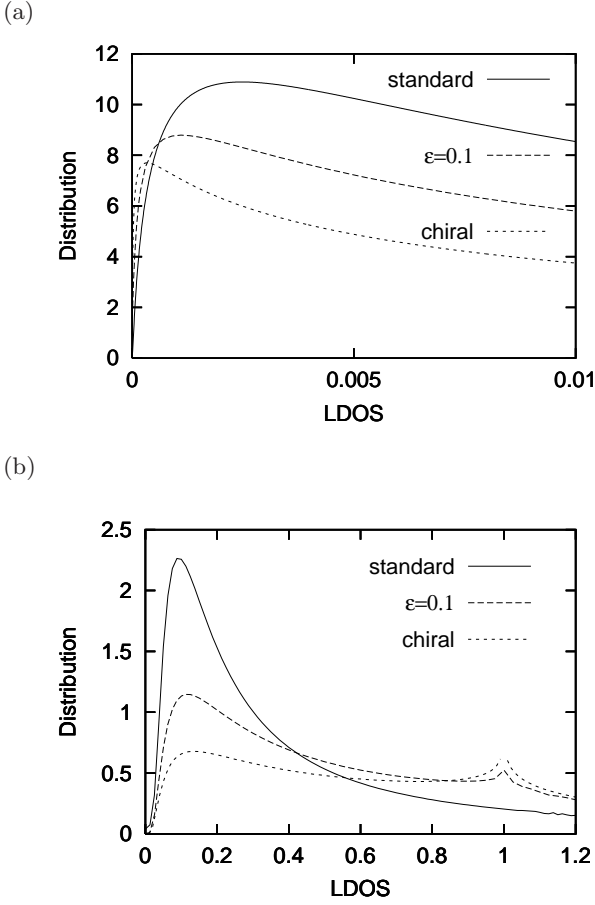 (a)
12
10
8
6
4
2
0
Distribution
standard
ε=0.1
chiral
0 0.005 0.01
LDOS
(b)
2.5
2
1.5
1
0.5
0
Distribution
standard
ε=0.1
chiral
0 0.2 0.4 0.6 0.8 1 1.2
LDOS